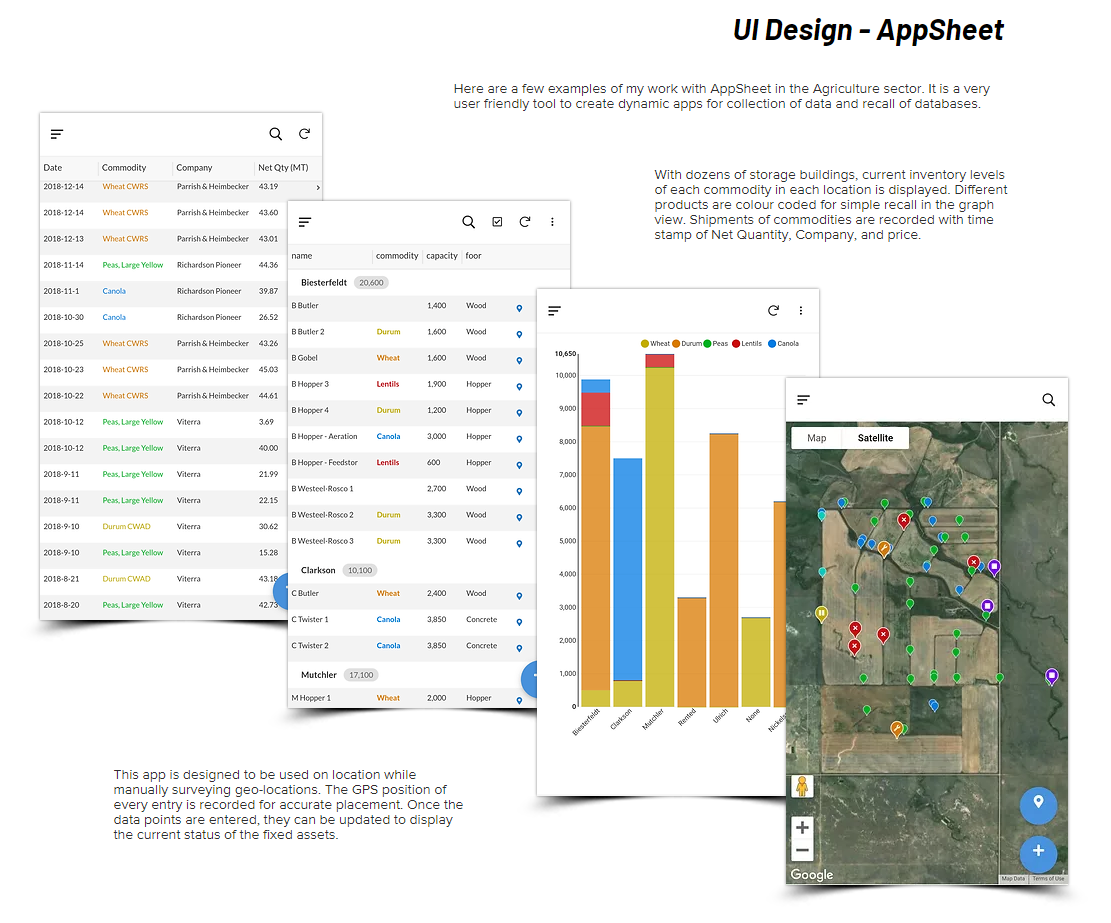 UI Design - AppSheet
Here are a few examples of my work with AppSheet in the Agriculture sector. It is a very
user friendly tool to create dynamic apps for collection of data and recall of databases.
With dozens of storage buildings, current inventory levels
of each commodity in each location is displayed. Different
products are colour coded for simple recall in the graph
view. Shipments of commodities are recorded with time
stamp of Net Quantity, Company, and price.
Date Commodity Company Net Qty (MT)
2018-12-14 Wheat CWRS Parrish & Heimbecker 43.19
2018-12-14 Wheat CWRS Parrish & Heimbecker 43.60
2018-12-13 Wheat CWRS Parrish & Heimbecker 43.01
2018-11-14 Peas, Large Yellow Richardson Pioneer 44.36
2018-11-1 Canola Richardson Pioneer 39.87
2018-10-30 Canola Richardson Pioneer 26.52
2018-10-25 Wheat CWRS Parrish & Heimbecker 43.26
2018-10-23 Wheat CWRS Parrish & Heimbecker 45.03
2018-10-22 Wheat CWRS Parrish & Heimbecker 44.61
2018-10-12 Peas, Large Yellow Viterra 3.69
2018-10-12 Peas, Large Yellow Viterra 40.00
2018-9-11 Peas, Large Yellow Viterra 21.99
2018-9-11 Peas, Large Yellow Viterra 22.15
2018-9-10 Durum CWAD Viterra 30.62
2018-9-10 Peas, Large Yellow Viterra 15.28
2018-8-21 Durum CWAD Viterra 43.18
2018-8-20 Peas, Large Yellow Viterra 42.73
name commodity capacity foor
Biesterfeldt 20,600
B Butler 1,400 Wood
B Butler 2 Durum 1,600 Wood
B Gobel Wheat 1,600 Wood
B Hopper 3 Lentils 1,900 Hopper
B Hopper 4 Durum 1,200 Hopper
B Hopper - Aeration Canola 3,000 Hopper
B Hopper - Feedstor Lentils 600 Hopper
B Westeel-Rosco 1 2,700 Wood
B Westeel-Rosco 2 Durum 3,300 Wood
B Westeel-Rosco 3 Durum 3,300 Wood
Clarkson 10,100
C Butler Wheat 2,400 Wood
C Twister 1 Canola 3,850 Concrete
C Twister 2 Canola 3,850 Concrete
Mutchler 17,100
M Hopper 1 Wheat 2,000 Hopper
Wheat Durum Peas Lentils Canola
10,650
10,000
9,000
8,000
7,000
6,000
5,000
4,000
3,000
2,000
1,000
0
Biesterfeldt Clarkson Mutchler Rented Ulrich None
Map Satellite
Google
Map Data Terms of Use
This app is designed to be used on location while
manually surveying geo-locations. The GPS position of
every entry is recorded for accurate placement. Once the
data points are entered, they can be updated to display
the current status of the fixed assets.